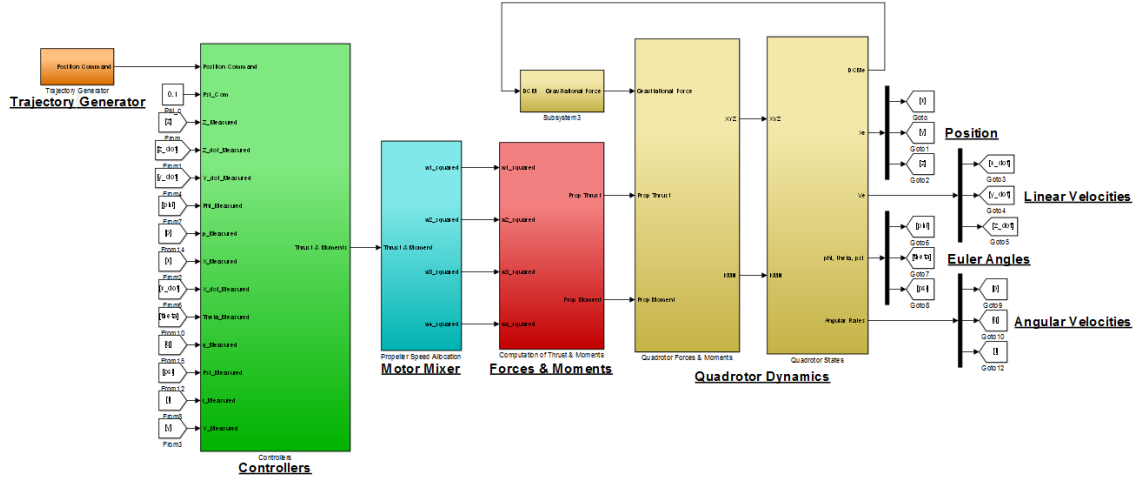 Position Command
Trajectory Generator
Trajectory Generator
0.1
Psi_c
[Z]
From
[z_dot]
From1
[y_dot]
From4
[phi]
From7
[p]
From14
[x]
From2
[x_dot]
From6
[theta]
From10
[q]
From15
[psi]
From12
From8
[y]
From3
Position Command
Psi_Com
Z_Measured
Z_dot_Measured
Y_dot_Measured
Phi_Measured
p_Measured
X_Measured
X_dot_Measured
Theta_Measured
q_Measured
Psi_Measured
r_Measured
Y_Measured
Thrust & Moments
Controllers
Controllers
Thrust & Moment
w1_squared
w2_squared
w3_squared
w4_squared
Propeller Speed Allocation
Motor Mixer
w1_squared
w2_squared
w3_squared
w4_squared
Prop Thrust
Prop Moment
Computation of Thrust & Moments
Forces & Moments
DCM
Gravitational Force
Subsystem3
Gravitational Force
Prop Thrust
Prop Moment
XYZ
Quadrotor Forces & Moments
XYZ
DCMe
Xe
Ve
phi, theta, psi
Angular Rates
Quadrotor States
Quadrotor Dynamics
[x]
Goto
[y]
Goto1
[z]
Goto2
Position
[x_dot]
Goto3
[y_dot]
Goto4
[z_dot]
Goto5
Linear Velocities
[phi]
Goto6
[theta]
Goto7
[psi]
Goto8
Euler Angles
[p]
Goto9
[q]
Goto10
Goto12
Angular Velocities